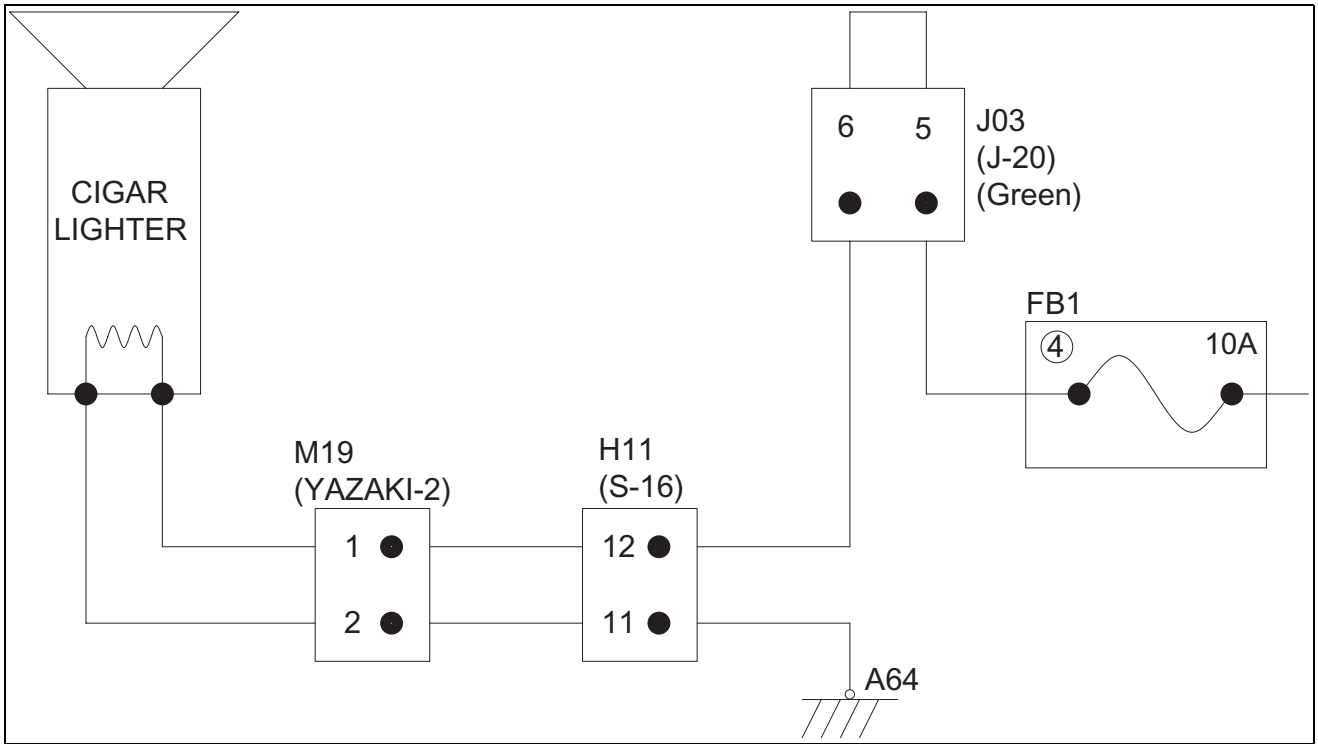 CIGAR
LIGHTER
6 5
J03
(J-20)
(Green)
FB1
4 10A
M19
(YAZAKI-2)
1
2
H11
(S-16)
12
11
A64